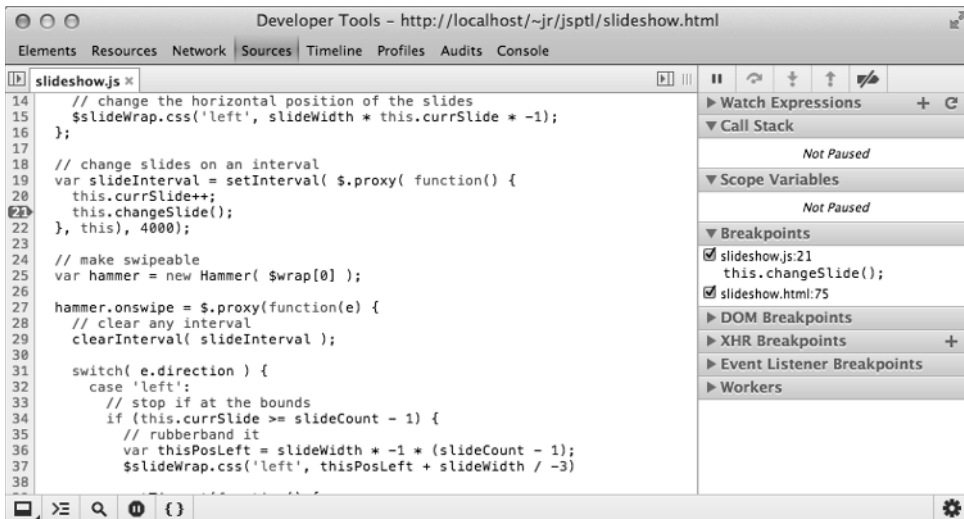 Developer Tools – http://localhost/~jr/jsptl/slideshow.html
Elements Resources Network Sources Timeline Profiles Audits Console
slideshow.js ×
14 // change the horizontal position of the slides
15 $slideWrap.css('left', slideWidth * this.currSlide * -1);
16 };
17
18 // change slides on an interval
19 var slideInterval = setInterval( $.proxy( function() {
20 this.currSlide++;
21 this.changeSlide();
22 }, this), 4000);
23
24 // make swipeable
25 var hammer = new Hammer( $wrap[0] );
26
27 hammer.onswipe = $.proxy(function(e) {
28 // clear any interval
29 clearInterval( slideInterval );
30
31 switch( e.direction ) {
32 case 'left':
33 // stop if at the bounds
34 if (this.currSlide >= slideCount - 1) {
35 // rubberband it
36 var thisPosLeft = slideWidth * -1 * (slideCount - 1);
37 $slideWrap.css('left', thisPosLeft + slideWidth / -3)
38
Watch Expressions + C
Call Stack
Not Paused
Scope Variables
Not Paused
Breakpoints
slideshow.js:21
this.changeSlide();
slideshow.html:75
DOM Breakpoints
XHR Breakpoints +
Event Listener Breakpoints
Workers
{}